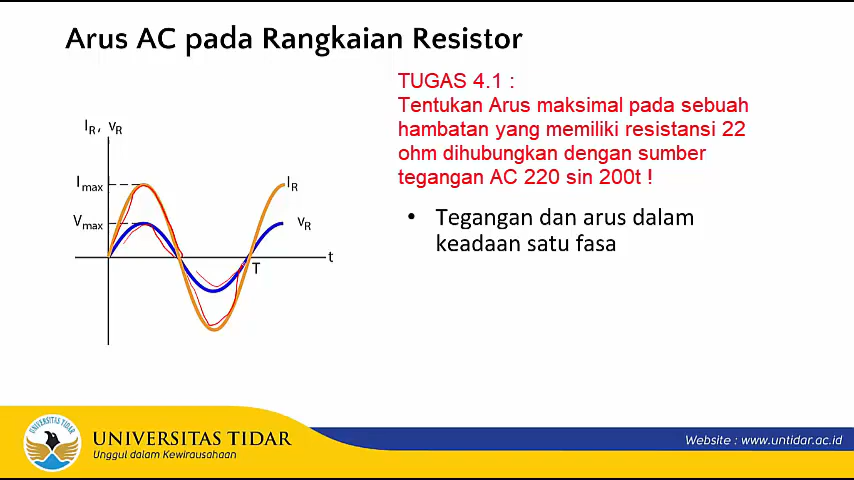 Arus AC pada Rangkaian Resistor
TUGAS 4.1 :
Tentukan Arus maksimal pada sebuah
hambatan yang memiliki resistansi 22
ohm dihubungkan dengan sumber
tegangan AC 220 sin 200t !
• Tegangan dan arus dalam
keadaan satu fasa
IR, vR
Imax
IR
Vmax
vR
t
T
UNIVERSITAS TIDAR
UNIVERSITAS TIDAR
Unggul dalam Kewirausahaan
Website : www.untidar.ac.id